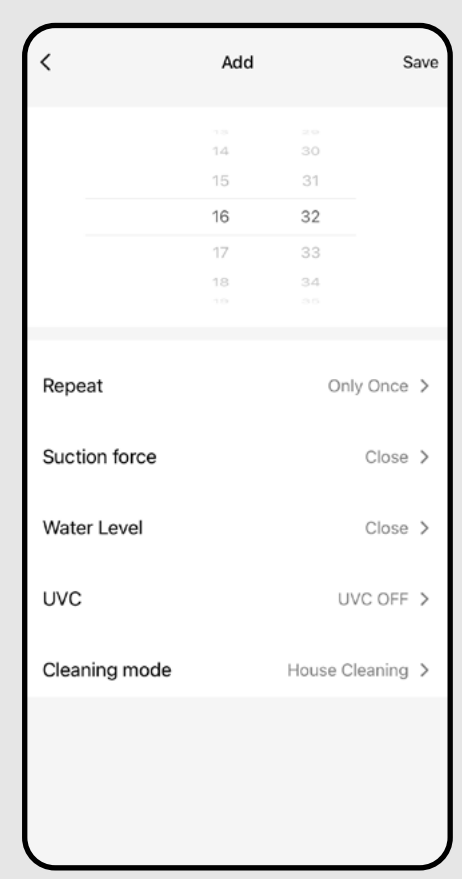 Add Save
14 30
15 31
16 32
17 33
18 34
Repeat Only Once
Suction force Close
Water Level Close
UVC UVC OFF
Cleaning mode House Cleaning